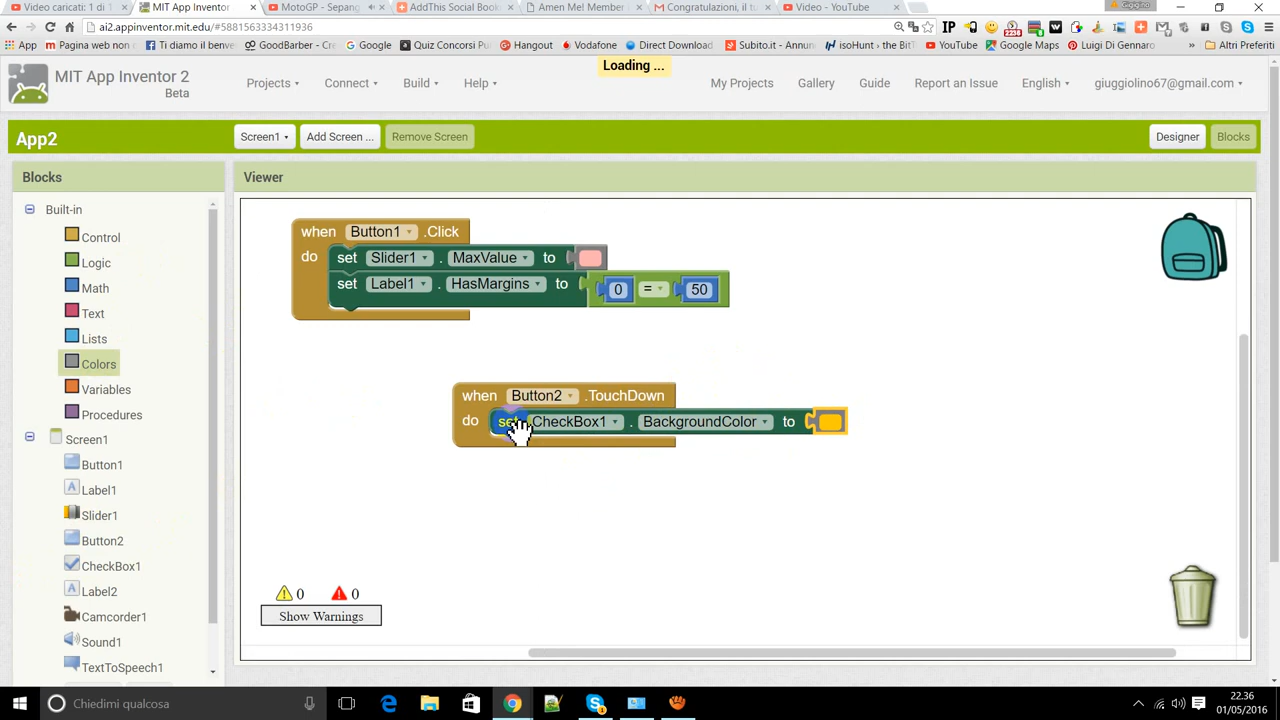 Video caricati: 1 di 1
MIT App Inventor
MotoGP - Sepang
AddThis Social Book
Amen Me! Member
Congratulazioni, il t
Video - YouTube
Gigiqino
ai2.appinventor.mit.edu/#5881563334311936
IP
2238
App
Pagina web non n
Ti diamo il benve
GoodBarber
Google
Quiz Concorsi Pul
Hangout
Vodafone
Direct Download
Subito.it - Annun
isoHunt › the BitT
YouTube
Google Maps
Luigi Di Gennaro
»
Altri Preferiti
Loading ...
MIT App Inventor 2
Beta
Projects
Connect
Build
Help
My Projects
Gallery
Guide
Report an Issue
English
giuggiolino67@gmail.com
App2
Screen1
Add Screen ...
Remove Screen
Designer
Blocks
Blocks
Viewer
Built-in
Control
Logic
Math
Text
Lists
Colors
Variables
Procedures
Screen1
Button1
Label1
Slider1
Button2
CheckBox1
Label2
Camcorder1
Sound1
TextToSpeech1
when Button1 .Click
do set Slider1 . MaxValue to
set Label1 . HasMargins to 0 = 50
when Button2 .TouchDown
do set CheckBox1 . BackgroundColor to
0 0
Show Warnings
Chiedimi qualcosa
22.36
01/05/2016